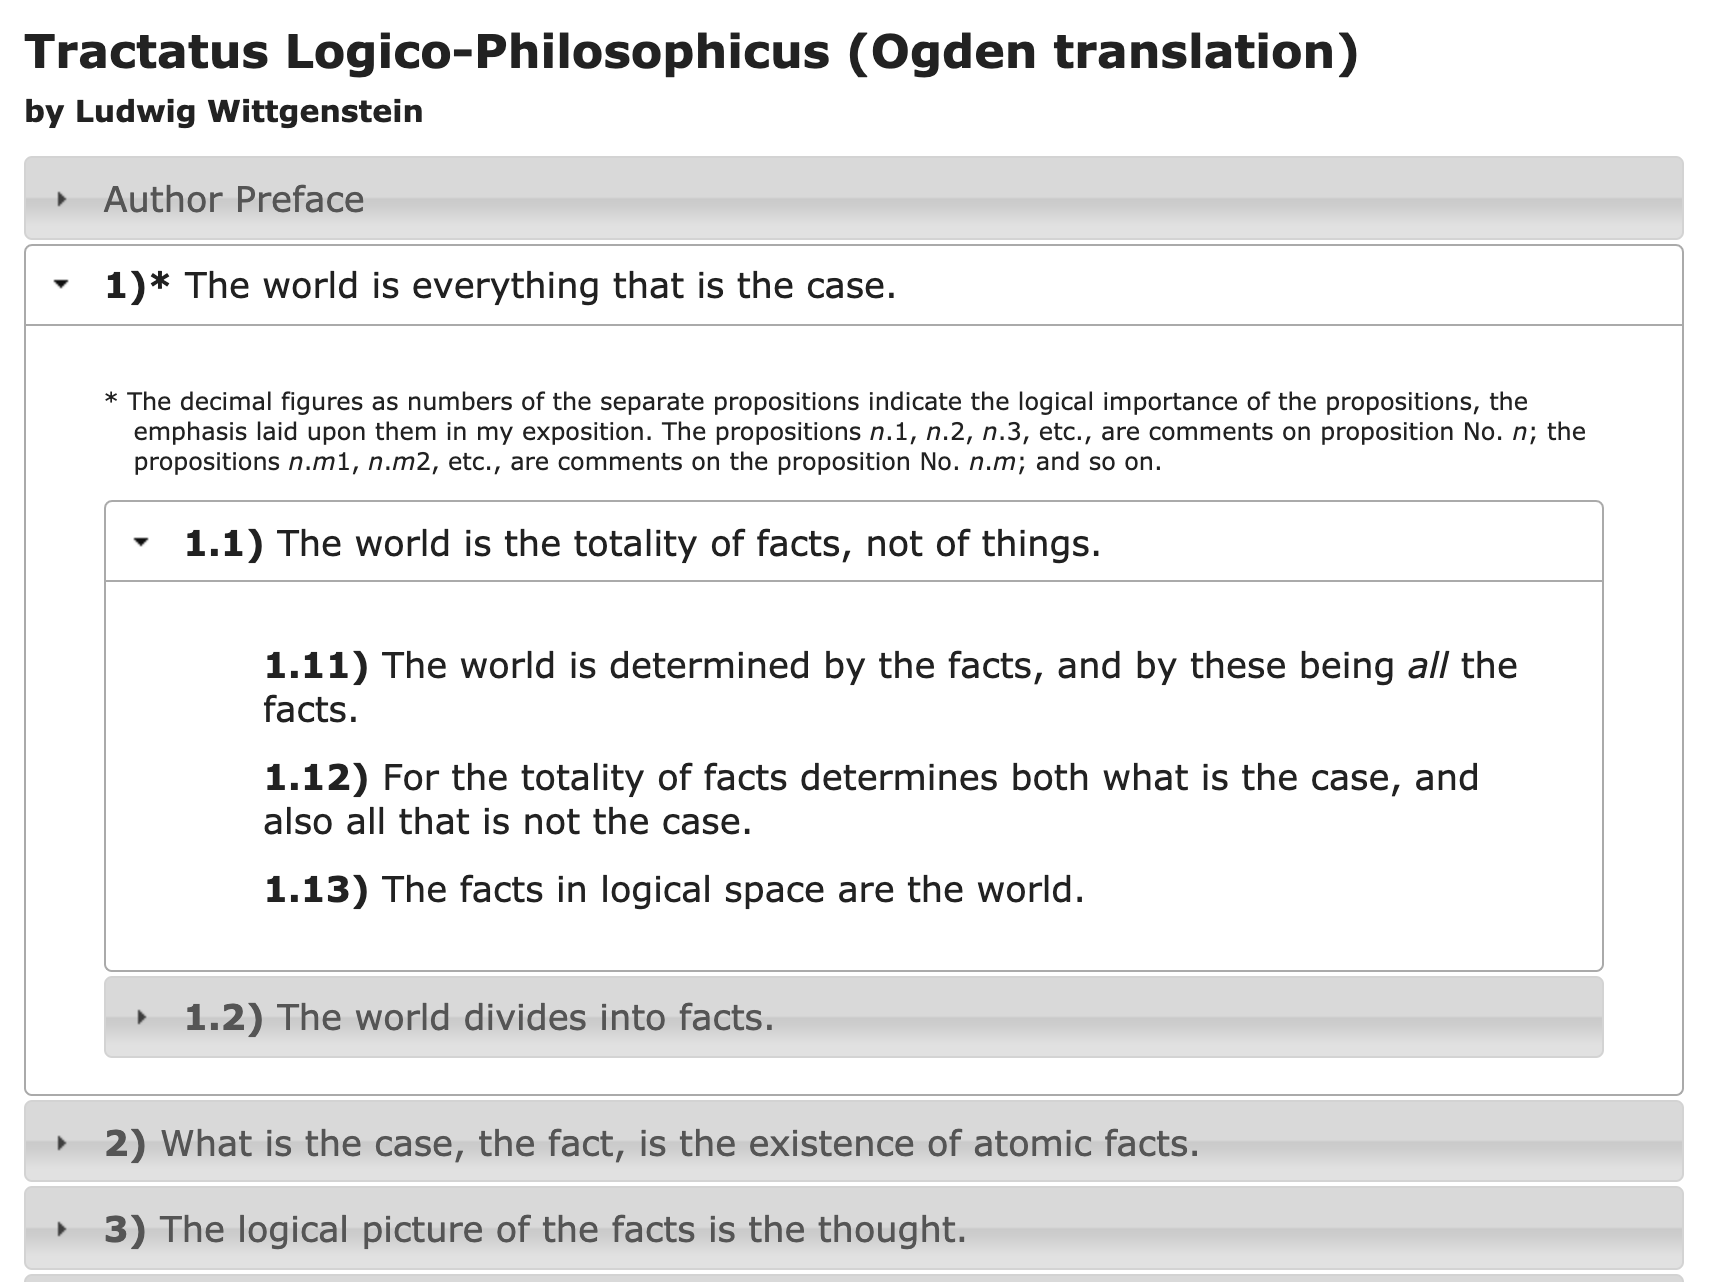 Tractatus Logico-Philosophicus (Ogden translation)
by Ludwig Wittgenstein
Author Preface
1)* The world is everything that is the case.
* The decimal figures as numbers of the separate propositions indicate the logical importance of the propositions, the
emphasis laid upon them in my exposition. The propositions n.1, n.2, n.3, etc., are comments on proposition No. n; the
propositions n.m1, n.m2, etc., are comments on the proposition No. n.m; and so on.
1.1) The world is the totality of facts, not of things.
1.11) The world is determined by the facts, and by these being all the
facts.
1.12) For the totality of facts determines both what is the case, and
also all that is not the case.
1.13) The facts in logical space are the world.
1.2) The world divides into facts.
2) What is the case, the fact, is the existence of atomic facts.
3) The logical picture of the facts is the thought.